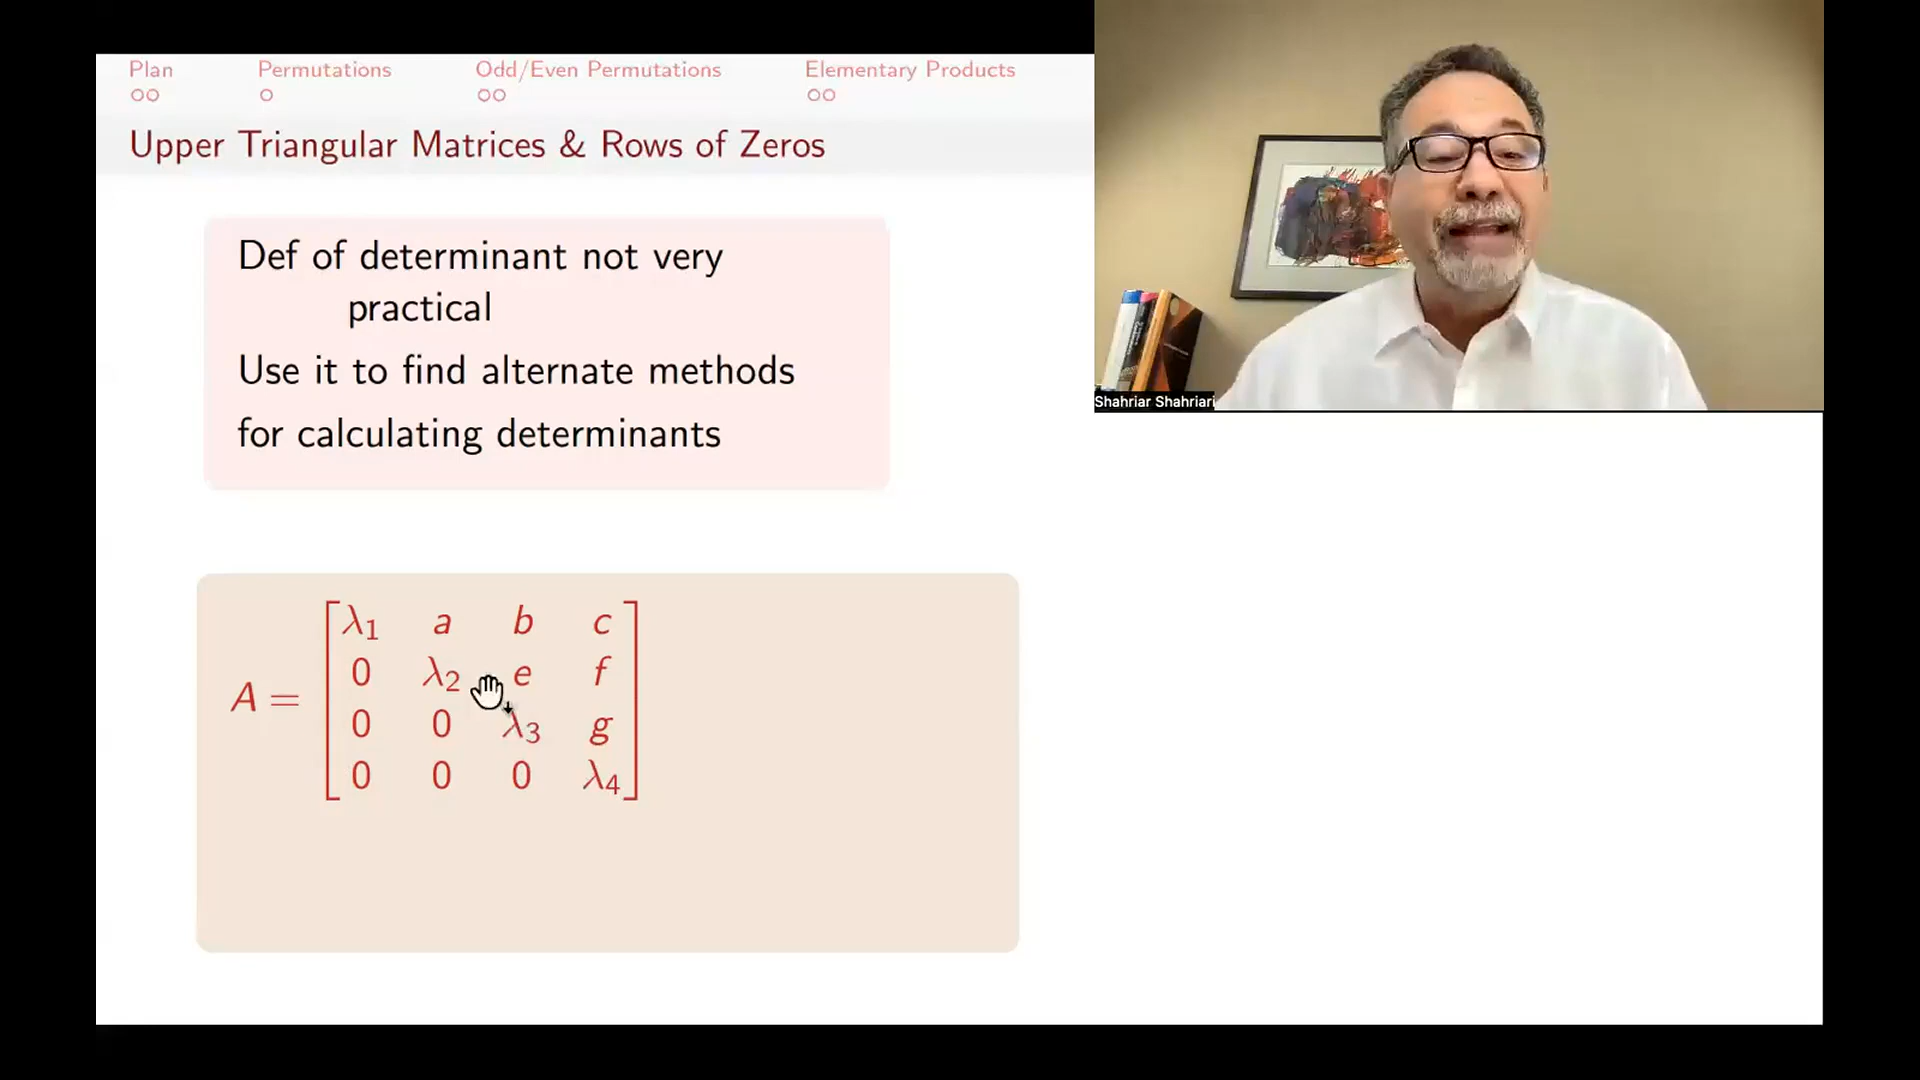 Plan Permutations Odd/Even Permutations Elementary Products
Upper Triangular Matrices & Rows of Zeros
Def of determinant not very
practical
Use it to find alternate methods
for calculating determinants
Shahriar Shahriari
λ1 a b c
0 λ2 e f
A =
0 0 λ3 g
0 0 0 λ4